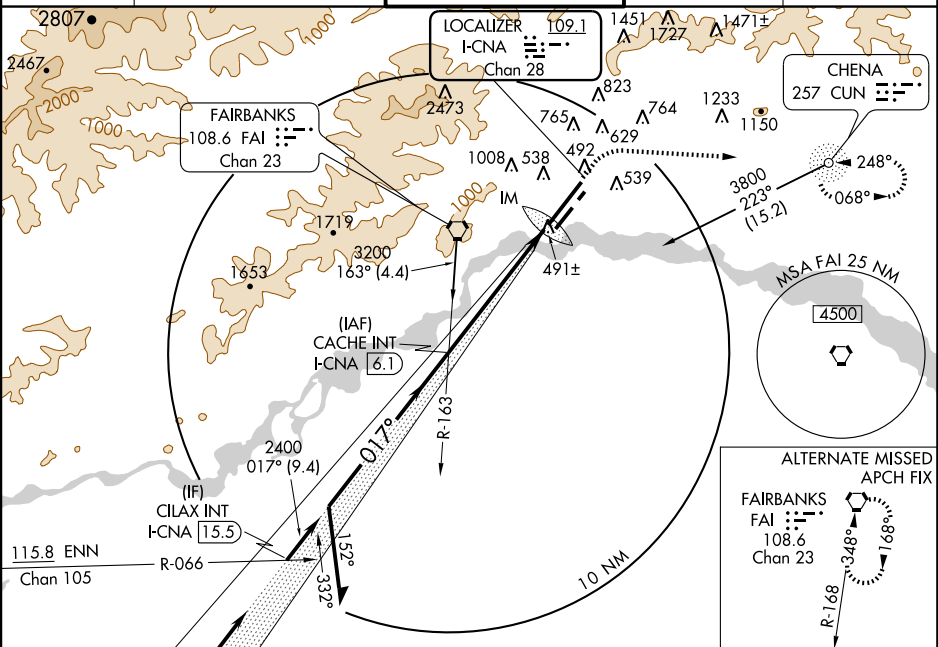 2807
1000
LOCALIZER 109.1
I-CNA
Chan 28
1451
1727
1471±
2467
2000
1000
2473
823
CHENA
257 CUN
FAIRBANKS
108.6 FAI
Chan 23
765
764
1233
1150
629
1008
538
492
539
248°
068°
3800
223°
(15.2)
IM
1000
1719
3200
163° (4.4)
1653
491±
MSA FAI 25 NM
4500
(IAF)
CACHE INT
I-CNA 6.1
R-163
017°
2400
017° (9.4)
(IF)
CILAX INT
I-CNA 15.5
115.8 ENN
Chan 105
R-066
152°
332°
10 NM
ALTERNATE MISSED
APCH FIX
FAIRBANKS
FAI
108.6
Chan 23
348°
168°
R-168